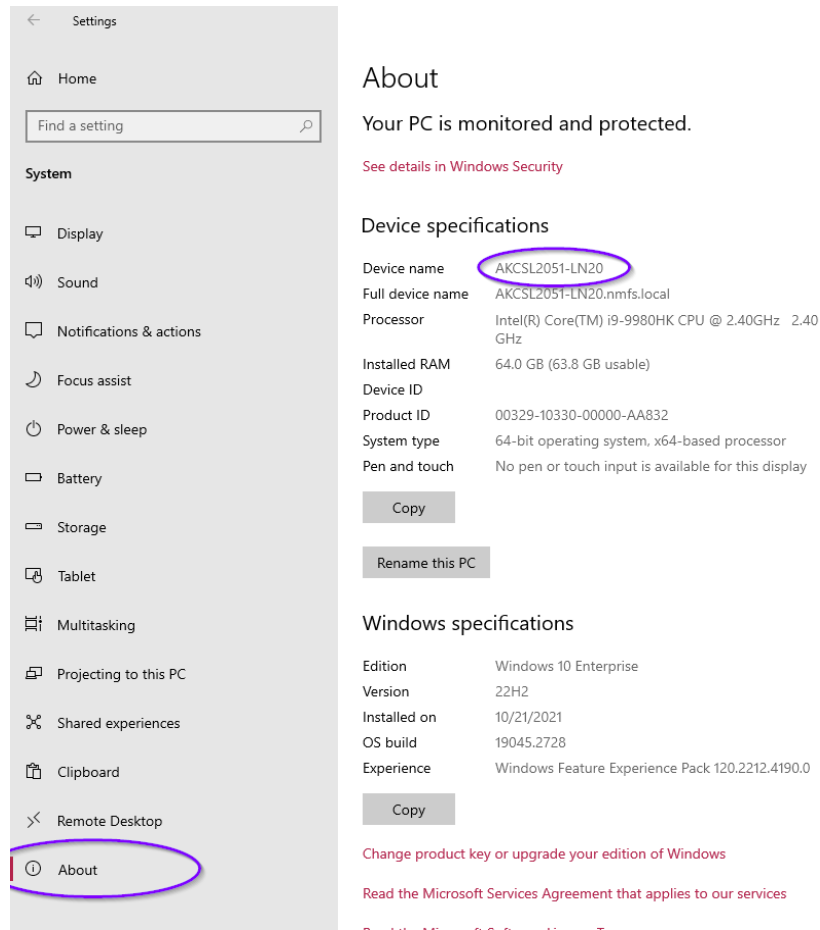 Settings
Home
Find a setting
System
Display
Sound
Notifications & actions
Focus assist
Power & sleep
Battery
Storage
Tablet
Multitasking
Projecting to this PC
Shared experiences
Clipboard
Remote Desktop
About
About
Your PC is monitored and protected.
See details in Windows Security
Device specifications
Device name AKCSL2051-LN20
Full device name AKCSL2051-LN20.nmfs.local
Processor Intel(R) Core(TM) i9-9980HK CPU @ 2.40GHz 2.40
GHz
Installed RAM 64.0 GB (63.8 GB usable)
Device ID
Product ID 00329-10330-00000-AA832
System type 64-bit operating system, x64-based processor
Pen and touch No pen or touch input is available for this display
Copy
Rename this PC
Windows specifications
Edition Windows 10 Enterprise
Version 22H2
Installed on 10/21/2021
OS build 19045.2728
Experience Windows Feature Experience Pack 120.2212.4190.0
Copy
Change product key or upgrade your edition of Windows
Read the Microsoft Services Agreement that applies to our services